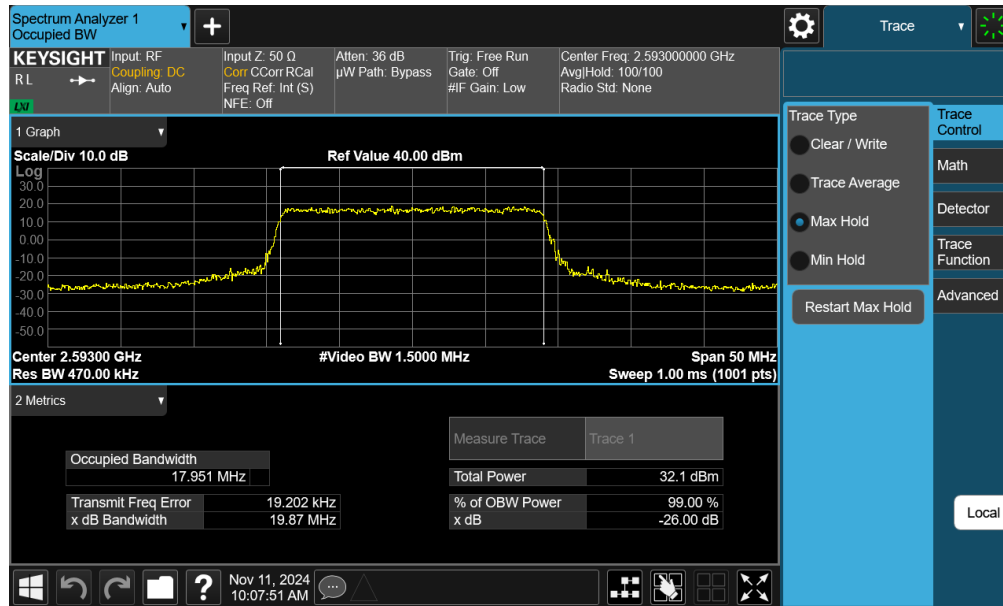 Spectrum Analyzer 1
Occupied BW
+
Trace
KEYSIGHT
R L
LXI
Input: RF
Coupling: DC
Align: Auto
Input Z: 50 Ω
Corr CCorr RCal
Freq Ref: Int (S)
NFE: Off
Atten: 36 dB
µW Path: Bypass
Trig: Free Run
Gate: Off
#IF Gain: Low
Center Freq: 2.593000000 GHz
Avg|Hold: 100/100
Radio Std: None
1 Graph
Scale/Div 10.0 dB
Ref Value 40.00 dBm
Log
30.0
20.0
10.0
0.00
-10.0
-20.0
-30.0
-40.0
-50.0
Center 2.59300 GHz
#Video BW 1.5000 MHz
Span 50 MHz
Res BW 470.00 kHz
Sweep 1.00 ms (1001 pts)
2 Metrics
Measure Trace Trace 1
Occupied Bandwidth
17.951 MHz
Total Power 32.1 dBm
Transmit Freq Error 19.202 kHz
% of OBW Power 99.00 %
x dB Bandwidth 19.87 MHz
x dB -26.00 dB
Trace Type
Clear / Write
Trace Average
Max Hold
Min Hold
Restart Max Hold
Trace
Control
Math
Detector
Trace
Function
Advanced
Local
?
Nov 11, 2024
10:07:51 AM